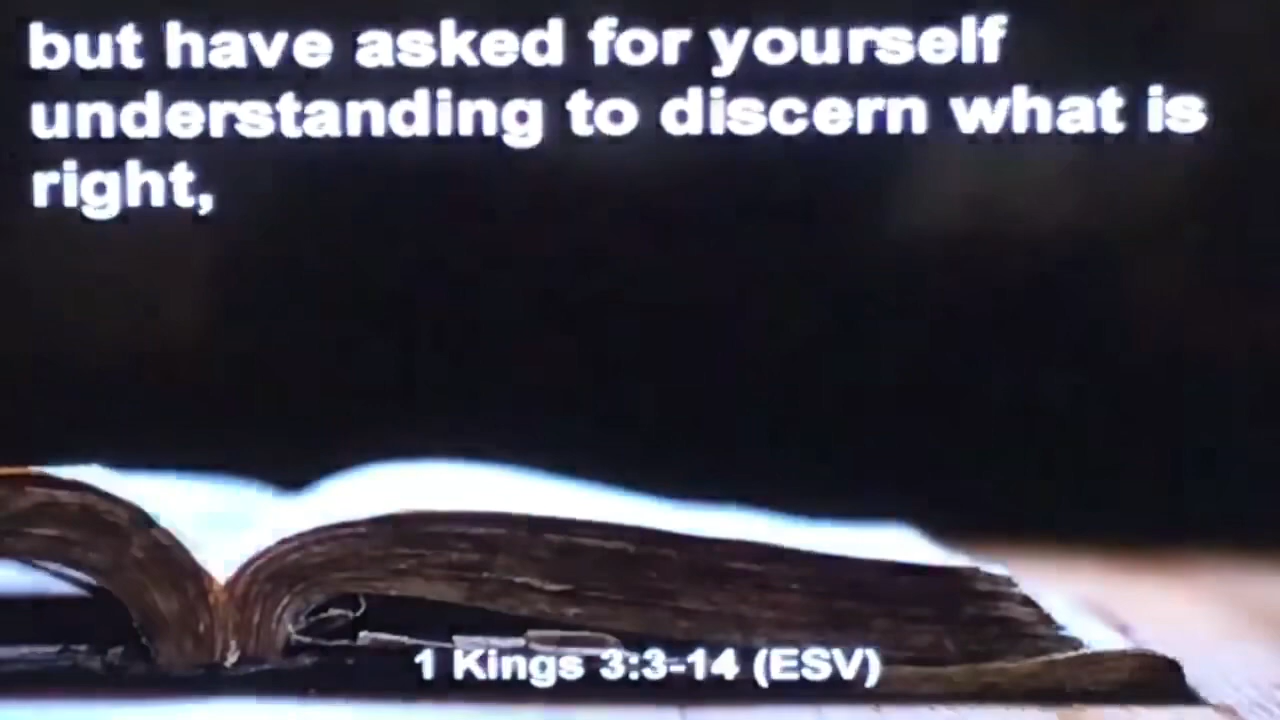 but have asked for yourself
understanding to discern what is
right,
1 Kings 3:3-14 (ESV)